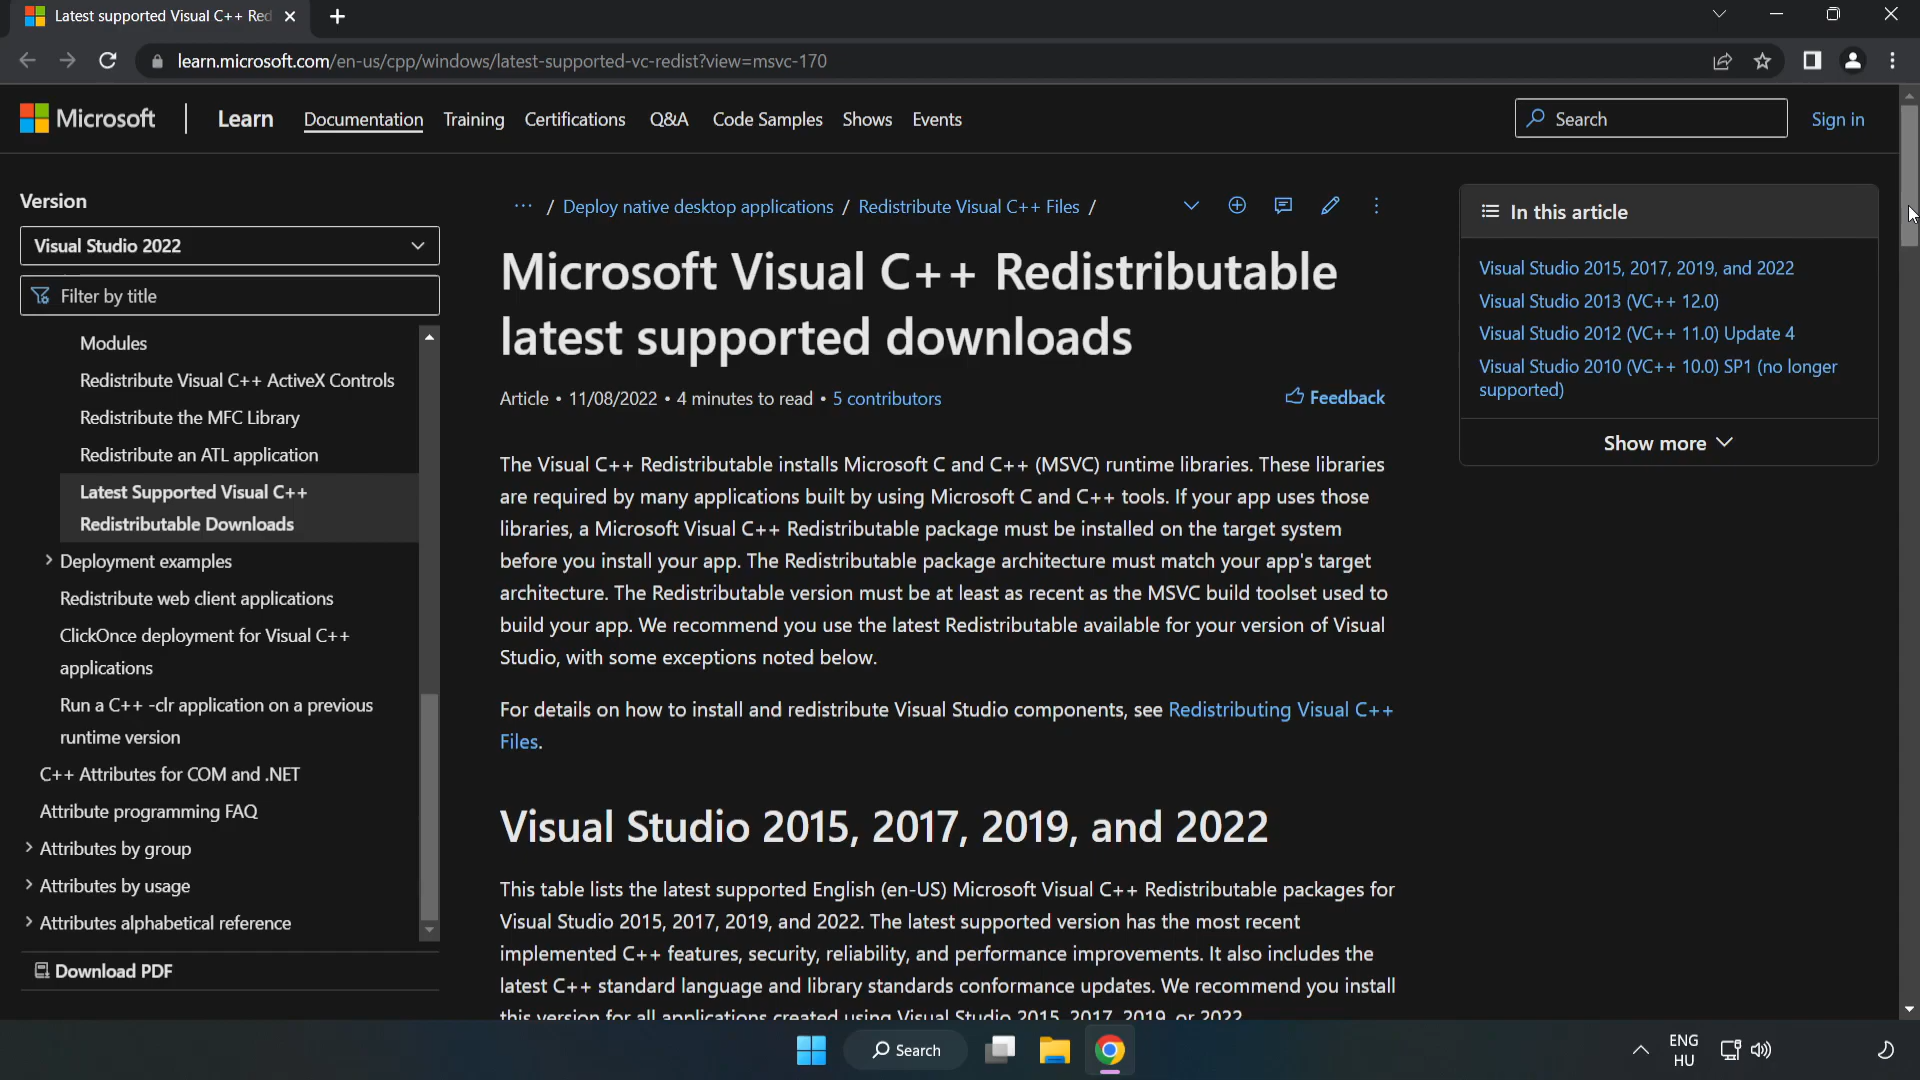 Latest supported Visual C++ Red
learn.microsoft.com/en-us/cpp/windows/latest-supported-vc-redist?view=msvc-170
Microsoft
Learn
Documentation
Training
Certifications
Q&A
Code Samples
Shows
Events
Search
Sign in
Version
Visual Studio 2022
Filter by title
Modules
Redistribute Visual C++ ActiveX Controls
Redistribute the MFC Library
Redistribute an ATL application
Latest Supported Visual C++
Redistributable Downloads
Deployment examples
Redistribute web client applications
ClickOnce deployment for Visual C++
applications
Run a C++ -clr application on a previous
runtime version
C++ Attributes for COM and .NET
Attribute programming FAQ
Attributes by group
Attributes by usage
Attributes alphabetical reference
Download PDF
... / Deploy native desktop applications / Redistribute Visual C++ Files /
Microsoft Visual C++ Redistributable
latest supported downloads
Article • 11/08/2022 • 4 minutes to read • 5 contributors
Feedback
The Visual C++ Redistributable installs Microsoft C and C++ (MSVC) runtime libraries. These libraries
are required by many applications built by using Microsoft C and C++ tools. If your app uses those
libraries, a Microsoft Visual C++ Redistributable package must be installed on the target system
before you install your app. The Redistributable package architecture must match your app's target
architecture. The Redistributable version must be at least as recent as the MSVC build toolset used to
build your app. We recommend you use the latest Redistributable available for your version of Visual
Studio, with some exceptions noted below.
For details on how to install and redistribute Visual Studio components, see Redistributing Visual C++
Files.
Visual Studio 2015, 2017, 2019, and 2022
This table lists the latest supported English (en-US) Microsoft Visual C++ Redistributable packages for
Visual Studio 2015, 2017, 2019, and 2022. The latest supported version has the most recent
implemented C++ features, security, reliability, and performance improvements. It also includes the
latest C++ standard language and library standards conformance updates. We recommend you install
this version for all applications created using Visual Studio 2015, 2017, 2019, or 2022.
In this article
Visual Studio 2015, 2017, 2019, and 2022
Visual Studio 2013 (VC++ 12.0)
Visual Studio 2012 (VC++ 11.0) Update 4
Visual Studio 2010 (VC++ 10.0) SP1 (no longer
supported)
Show more
Search
ENG
HU